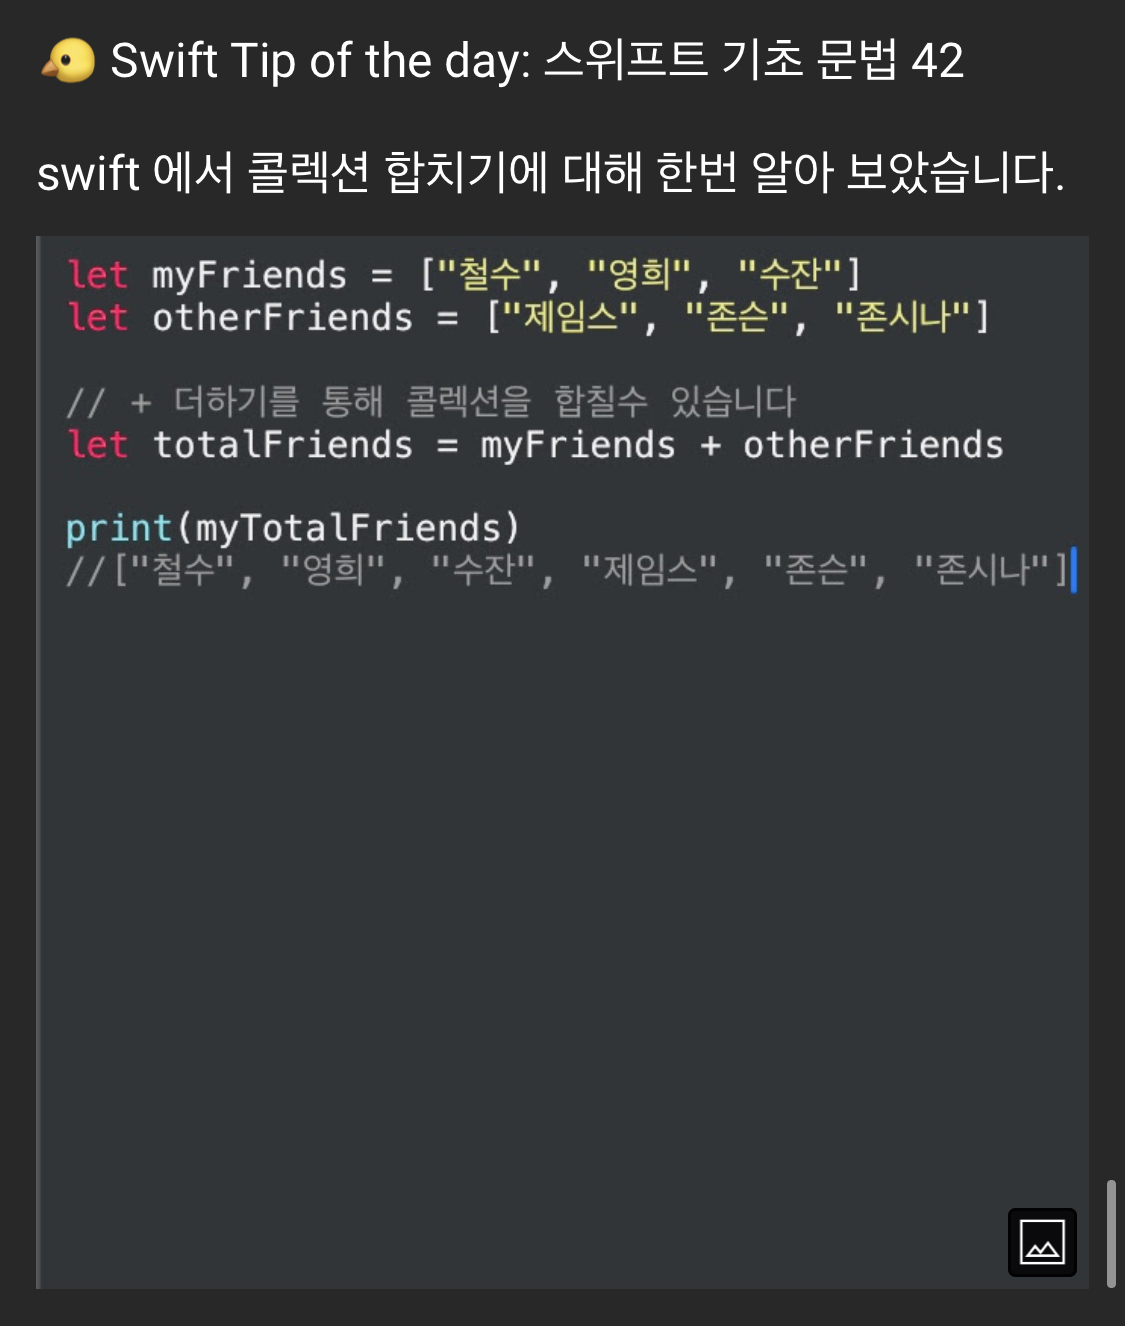 🐤 Swift Tip of the day: 스위프트 기초 문법 42
swift 에서 콜렉션 합치기에 대해 한번 알아 보았습니다.
let myFriends = ["철수", "영희", "수잔"]
let otherFriends = ["제임스", "존슨", "존시나"]
// + 더하기를 통해 콜렉션을 합칠수 있습니다
let totalFriends = myFriends + otherFriends
print(myTotalFriends)
//["철수", "영희", "수잔", "제임스", "존슨", "존시나"]